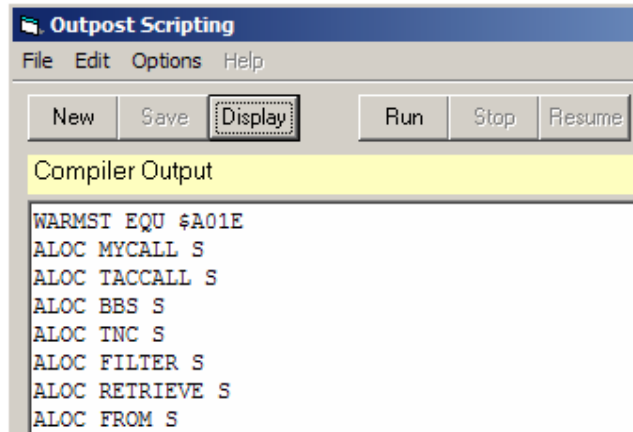 Outpost Scripting
File Edit Options Help
New Save Display Run Stop Resume
Compiler Output
WARMST EQU $A01E
ALOC MYCALL S
ALOC TACCALL S
ALOC BBS S
ALOC TNC S
ALOC FILTER S
ALOC RETRIEVE S
ALOC FROM S